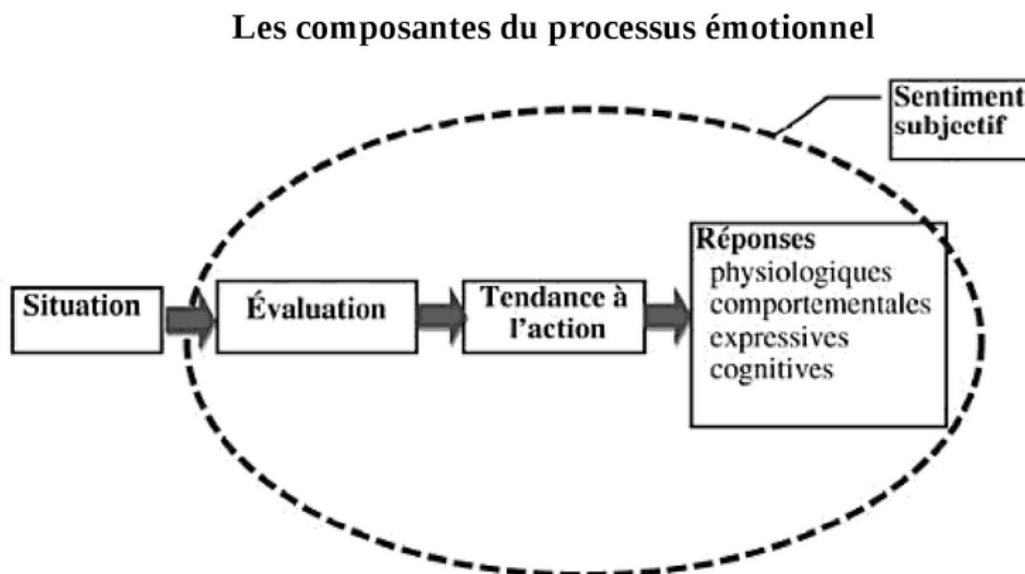 Les composantes du processus émotionnel
Sentiment
subjectif
Situation
Évaluation
Tendance à
l'action
Réponses
physiologiques
comportementales
expressives
cognitives